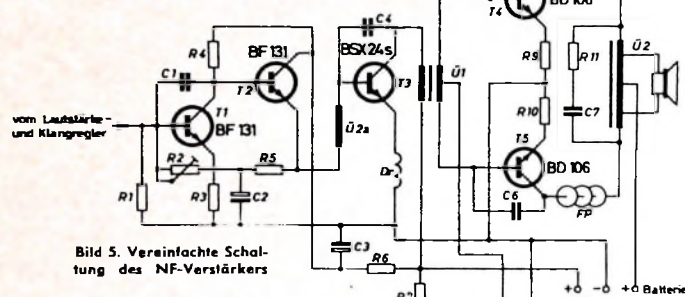 T4
BD 106
C4
R4
BF 131
BSX24s
R9
R11
Ü2
C1
T2
T3
Ü1
R10
T1
vom Lautstärke-
und Klangregler
BF 131
Ü2a
C7
T5
R2
R5
Dr
BD 106
R1
R3
C2
C6
FP
Bild 5. Vereinfachte Schal-
tung des NF-Verstärkers
C3
R6
+ - + Batterie